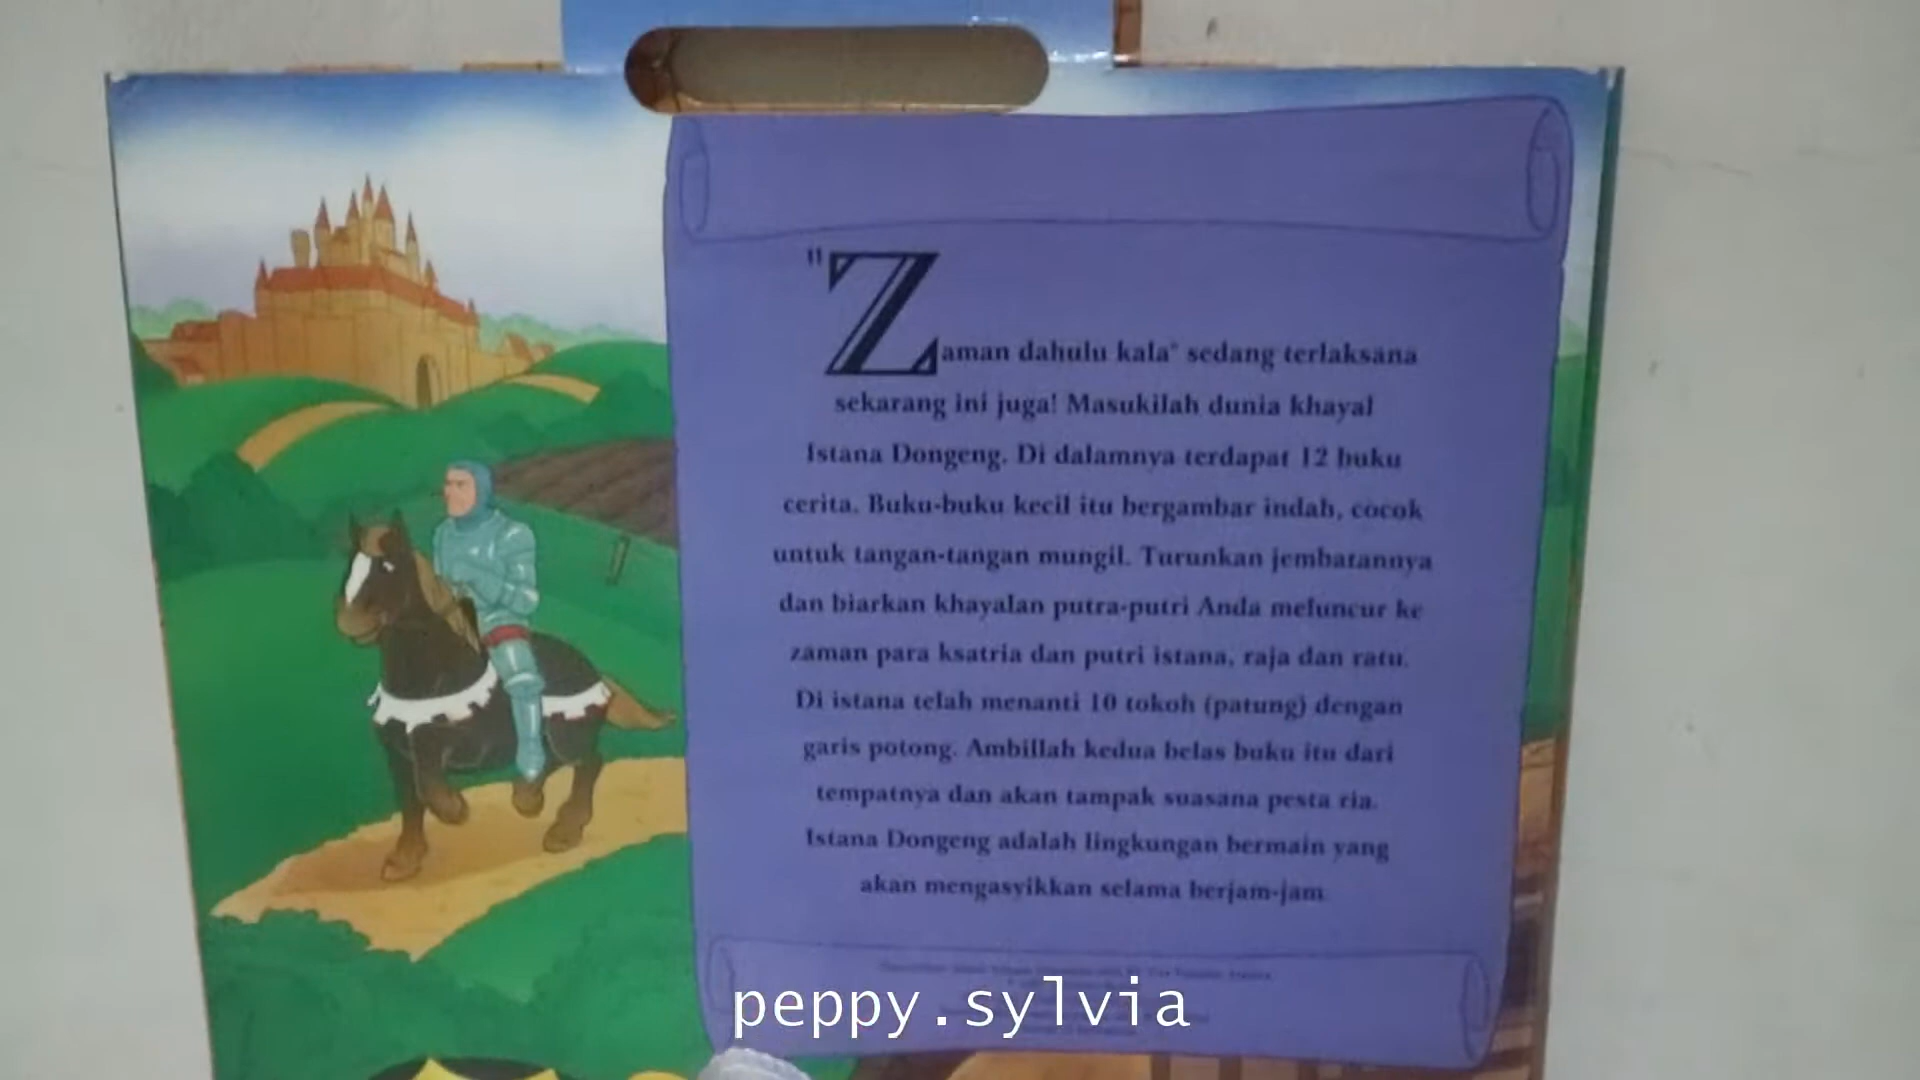 "Zaman dahulu kala" sedang terlaksana
sekarang ini juga! Masukilah dunia khayal
Istana Dongeng. Di dalamnya terdapat 12 buku
cerita. Buku-buku kecil itu bergambar indah, cocok
untuk tangan-tangan mungil. Turunkan jembatannya
dan biarkan khayalan putra-putri Anda meluncur ke
zaman para ksatria dan putri istana, raja dan ratu.
Di istana telah menanti 10 tokoh (patung) dengan
garis potong. Ambillah kedua belas buku itu dari
tempatnya dan akan tampak suasana pesta ria.
Istana Dongeng adalah lingkungan bermain yang
akan mengasyikkan selama berjam-jam.
peppy.sylvia